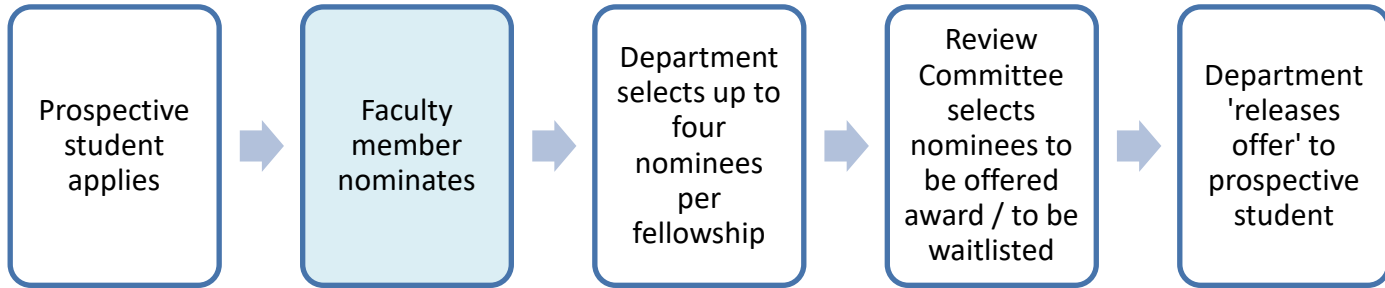 Prospective
student
applies
Faculty
member
nominates
Department
selects up to
four
nominees
per
fellowship
Review
Committee
selects
nominees to
be offered
award / to be
waitlisted
Department
'releases
offer' to
prospective
student